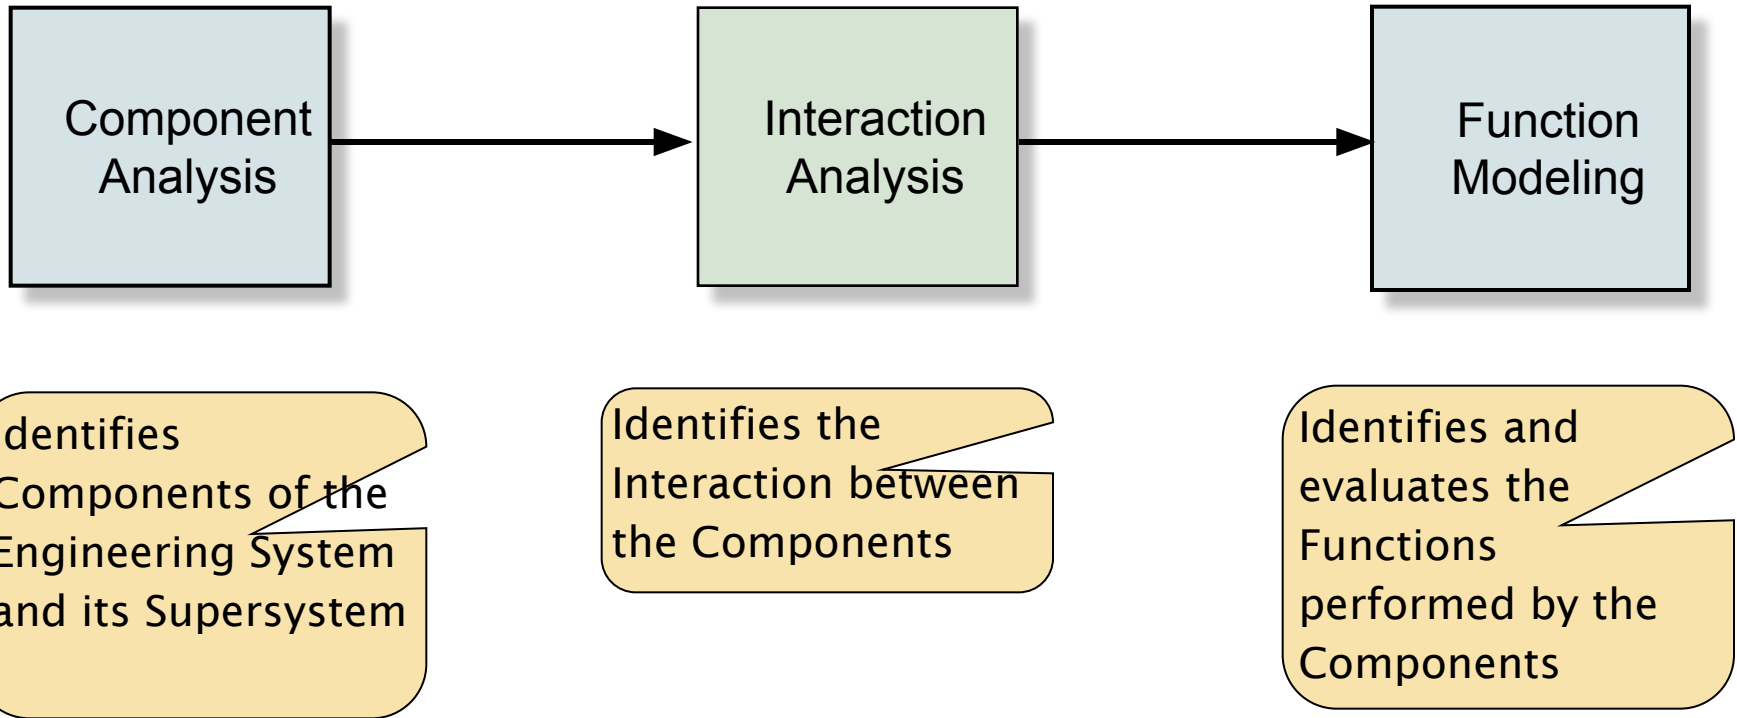 Component
Analysis
Interaction
Analysis
Function
Modeling
dentifies
Components of the
Engineering System
and its Supersystem
Identifies the
Interaction between
the Components
Identifies and
evaluates the
Functions
performed by the
Components